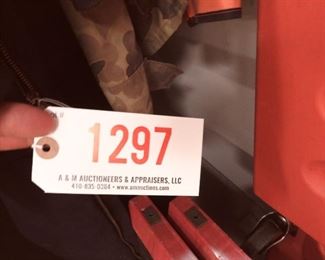 1297
A & M AUCTIONEERS & APPRAISERS, LLC
410-835-0384 • www.amauctions.com